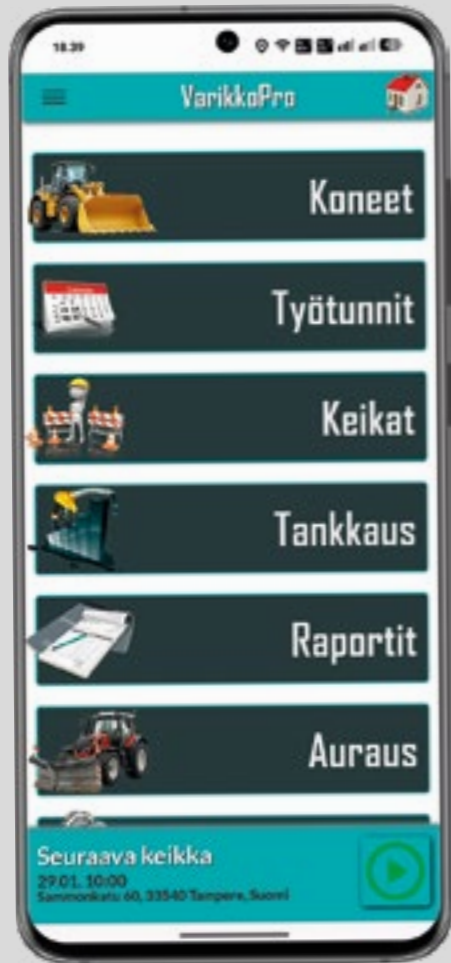 18.39
VarikkoPro
Koneet
Työtunnit
Keikat
Tankkaus
Raportit
Auraus
Seuraava keikka
29.01. 10:00
Sammonkatu 60, 33540 Tampere, Suomi